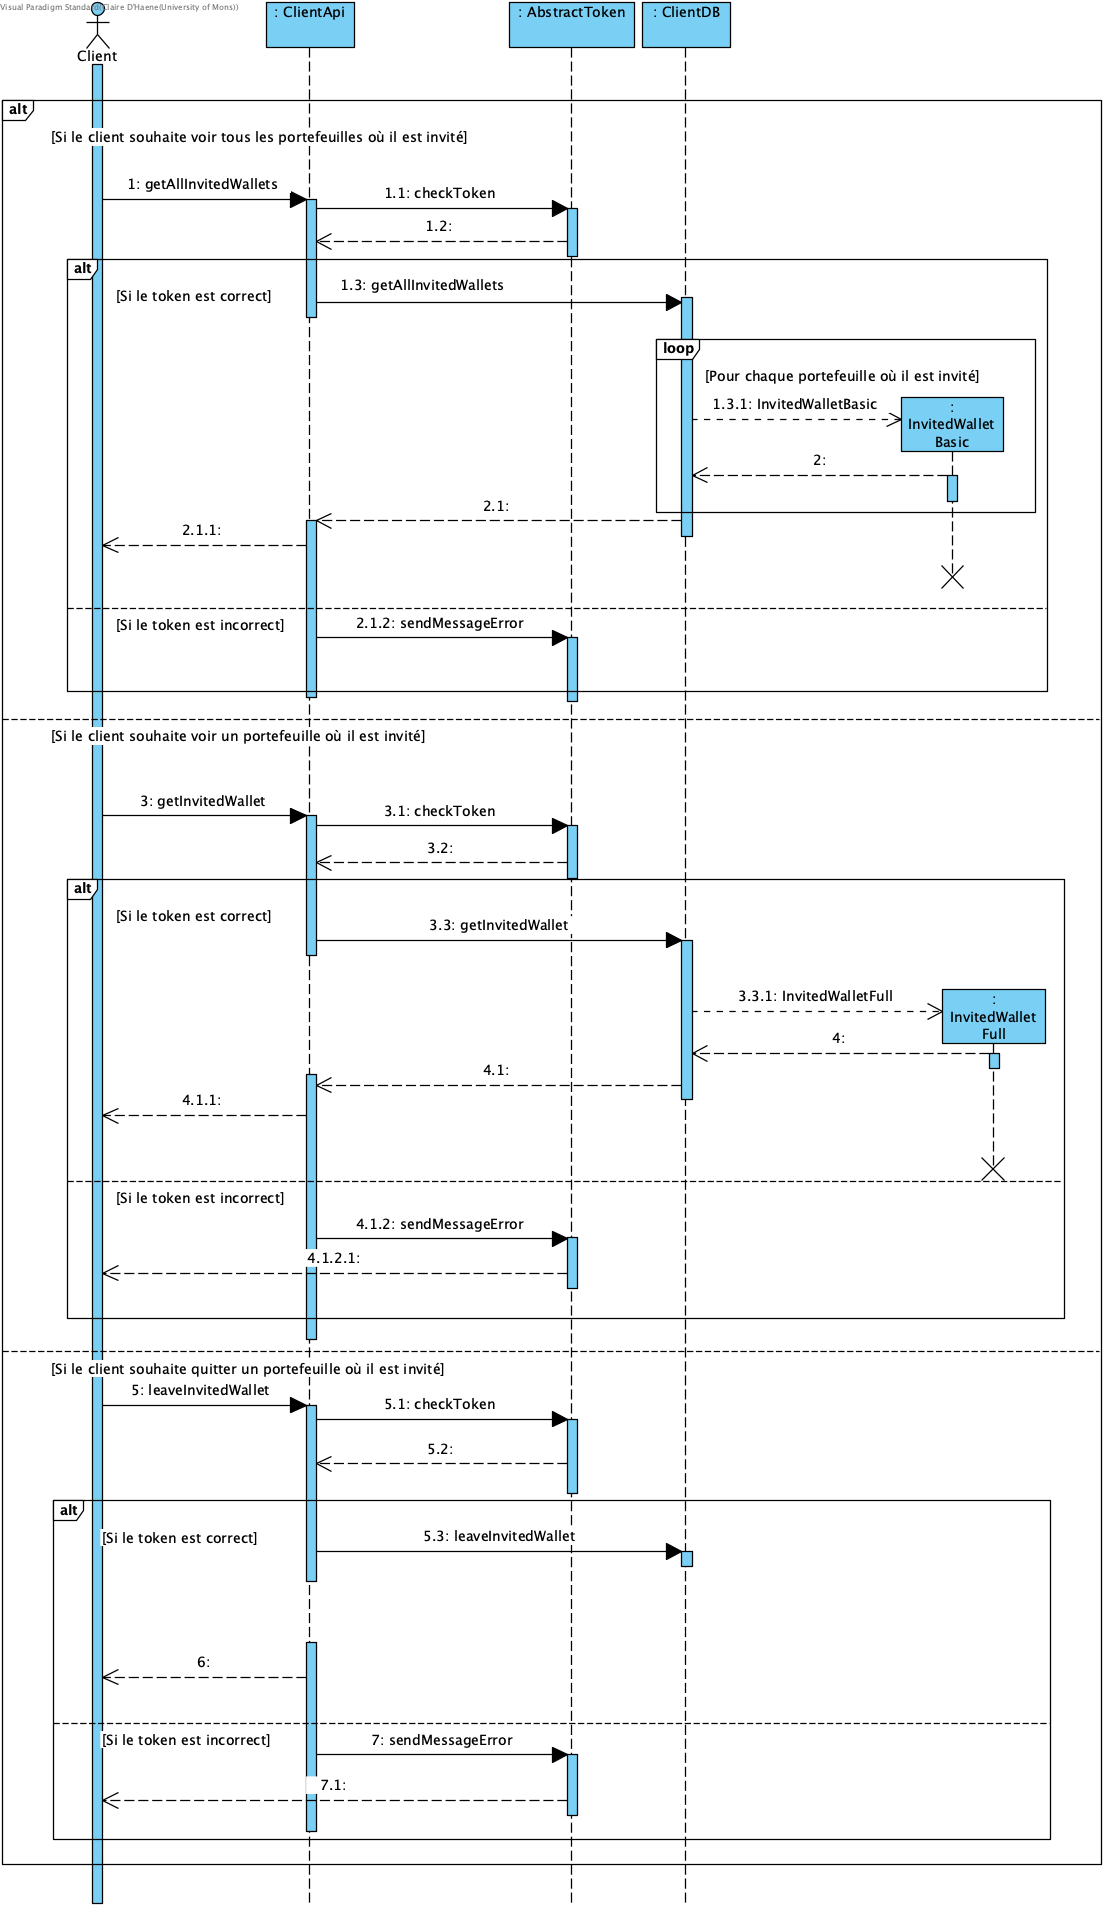 Visual Paradigm Standard(Claire D'Haene(University of Mons))
: ClientApi
: AbstractToken
: ClientDB
Client
alt
[Si le client souhaite voir tous les portefeuilles où il est invité]
1: getAllInvitedWallets
1.1: checkToken
1.2:
alt
[Si le token est correct]
1.3: getAllInvitedWallets
loop
[Pour chaque portefeuille où il est invité]
1.3.1: InvitedWalletBasic
:
InvitedWallet
Basic
2:
2.1:
2.1.1:
[Si le token est incorrect]
2.1.2: sendMessageError
[Si le client souhaite voir un portefeuille où il est invité]
3: getInvitedWallet
3.1: checkToken
3.2:
alt
[Si le token est correct]
3.3: getInvitedWallet
3.3.1: InvitedWalletFull
:
InvitedWallet
Full
4:
4.1:
4.1.1:
[Si le token est incorrect]
4.1.2: sendMessageError
4.1.2.1:
[Si le client souhaite quitter un portefeuille où il est invité]
5: leaveInvitedWallet
5.1: checkToken
5.2:
alt
[Si le token est correct]
5.3: leaveInvitedWallet
6:
[Si le token est incorrect]
7: sendMessageError
7.1: